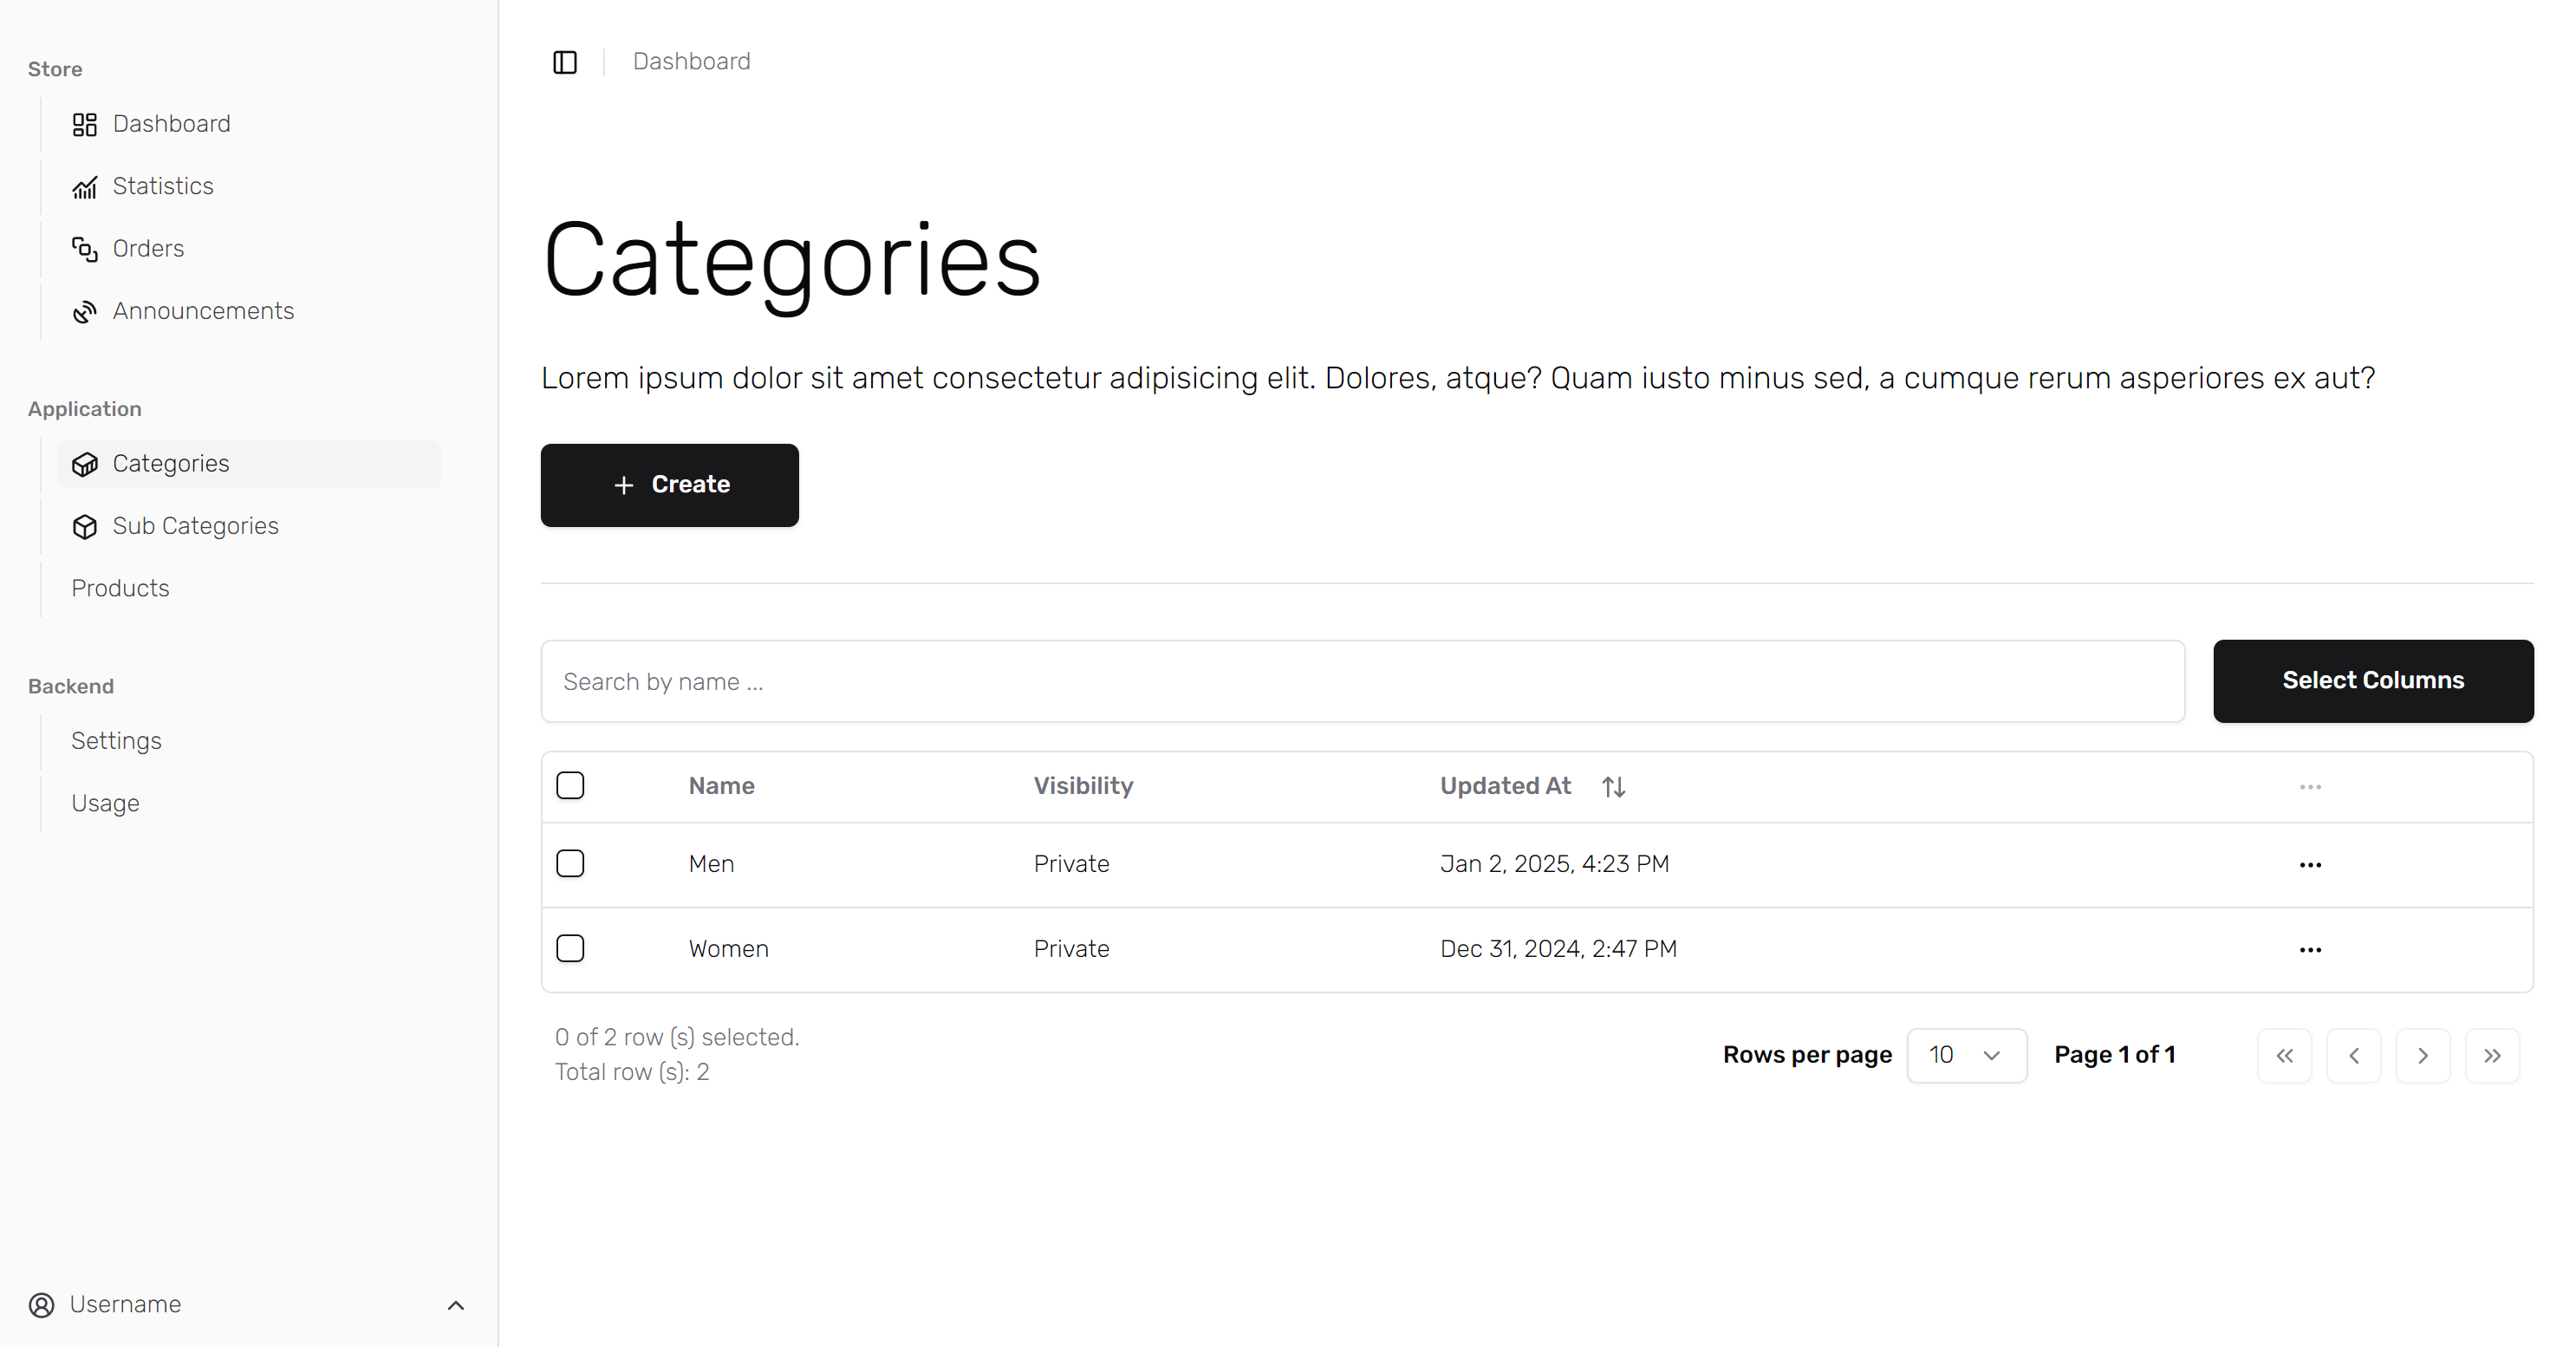 Store
Dashboard
Statistics
Orders
Announcements
Application
Categories
Sub Categories
Products
Backend
Settings
Usage
Username
Dashboard
Categories
Lorem ipsum dolor sit amet consectetur adipisicing elit. Dolores, atque? Quam iusto minus sed, a cumque rerum asperiores ex aut?
Create
Search by name ...
Select Columns
Name Visibility Updated At
Men Private Jan 2, 2025, 4:23 PM
Women Private Dec 31, 2024, 2:47 PM
0 of 2 row (s) selected.
Total row (s): 2
Rows per page 10 Page 1 of 1